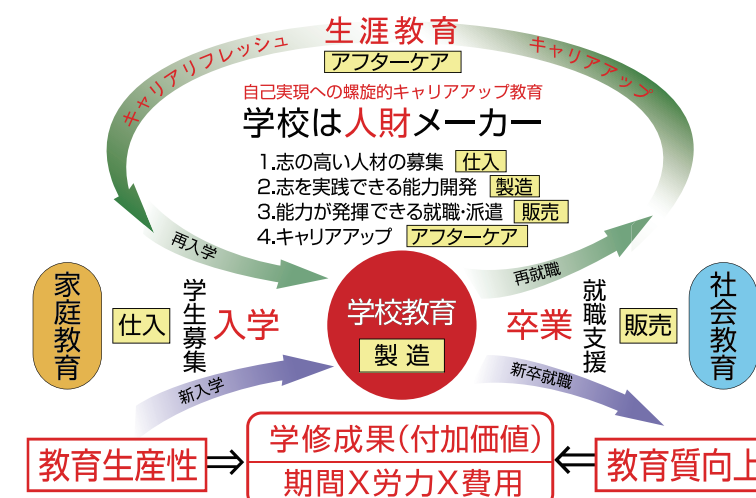 生涯教育
アフターケア
キャリアリフレッシュ
キャリアアップ
自己実現への螺旋的キャリアアップ教育
学校は人財メーカー
1.志の高い人材の募集 仕入
2.志を実践できる能力開発 製造
3.能力が発揮できる就職・派遣 販売
4.キャリアアップ アフターケア
再入学
再就職
家庭教育
仕入
学生募集
入学
学校教育
製造
卒業
就職支援
販売
社会教育
新入学
新卒就職
教育生産性
⇒
学修成果(付加価値)
期間X労力X費用
⇐
教育質向上